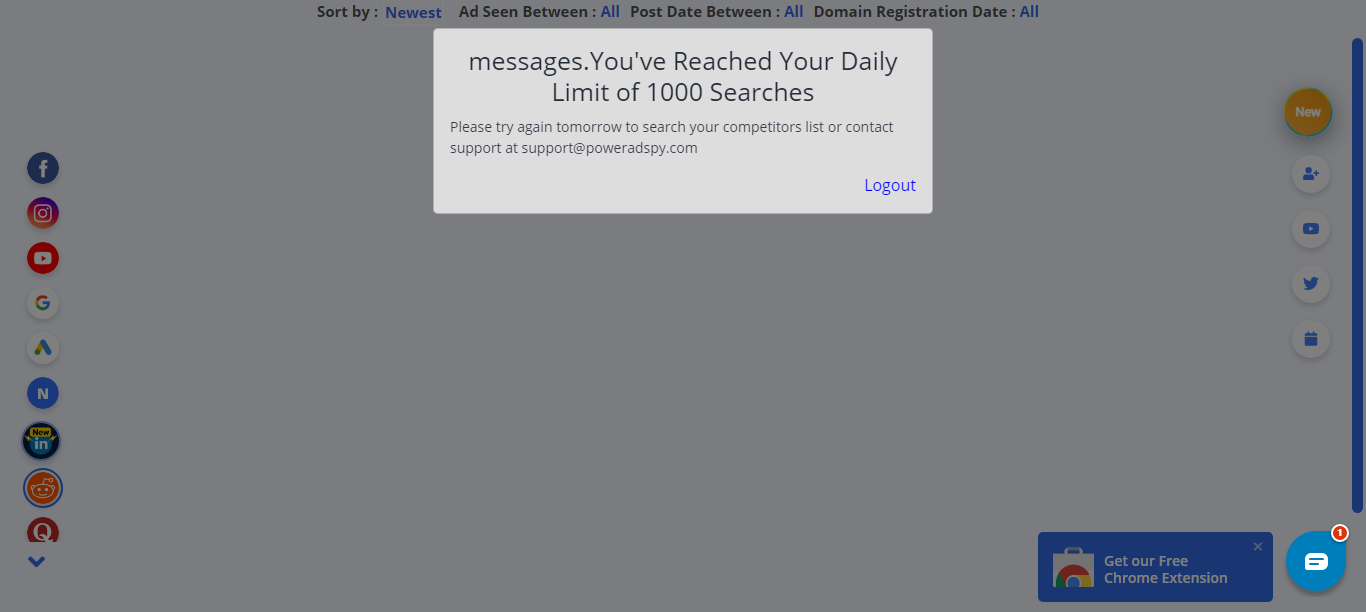 Sort by : Newest Ad Seen Between : All Post Date Between : All Domain Registration Date : All
messages.You've Reached Your Daily
Limit of 1000 Searches
Please try again tomorrow to search your competitors list or contact
support at support@poweradspy.com
Logout
New
N
New
in
Q
Get our Free
Chrome Extension
1